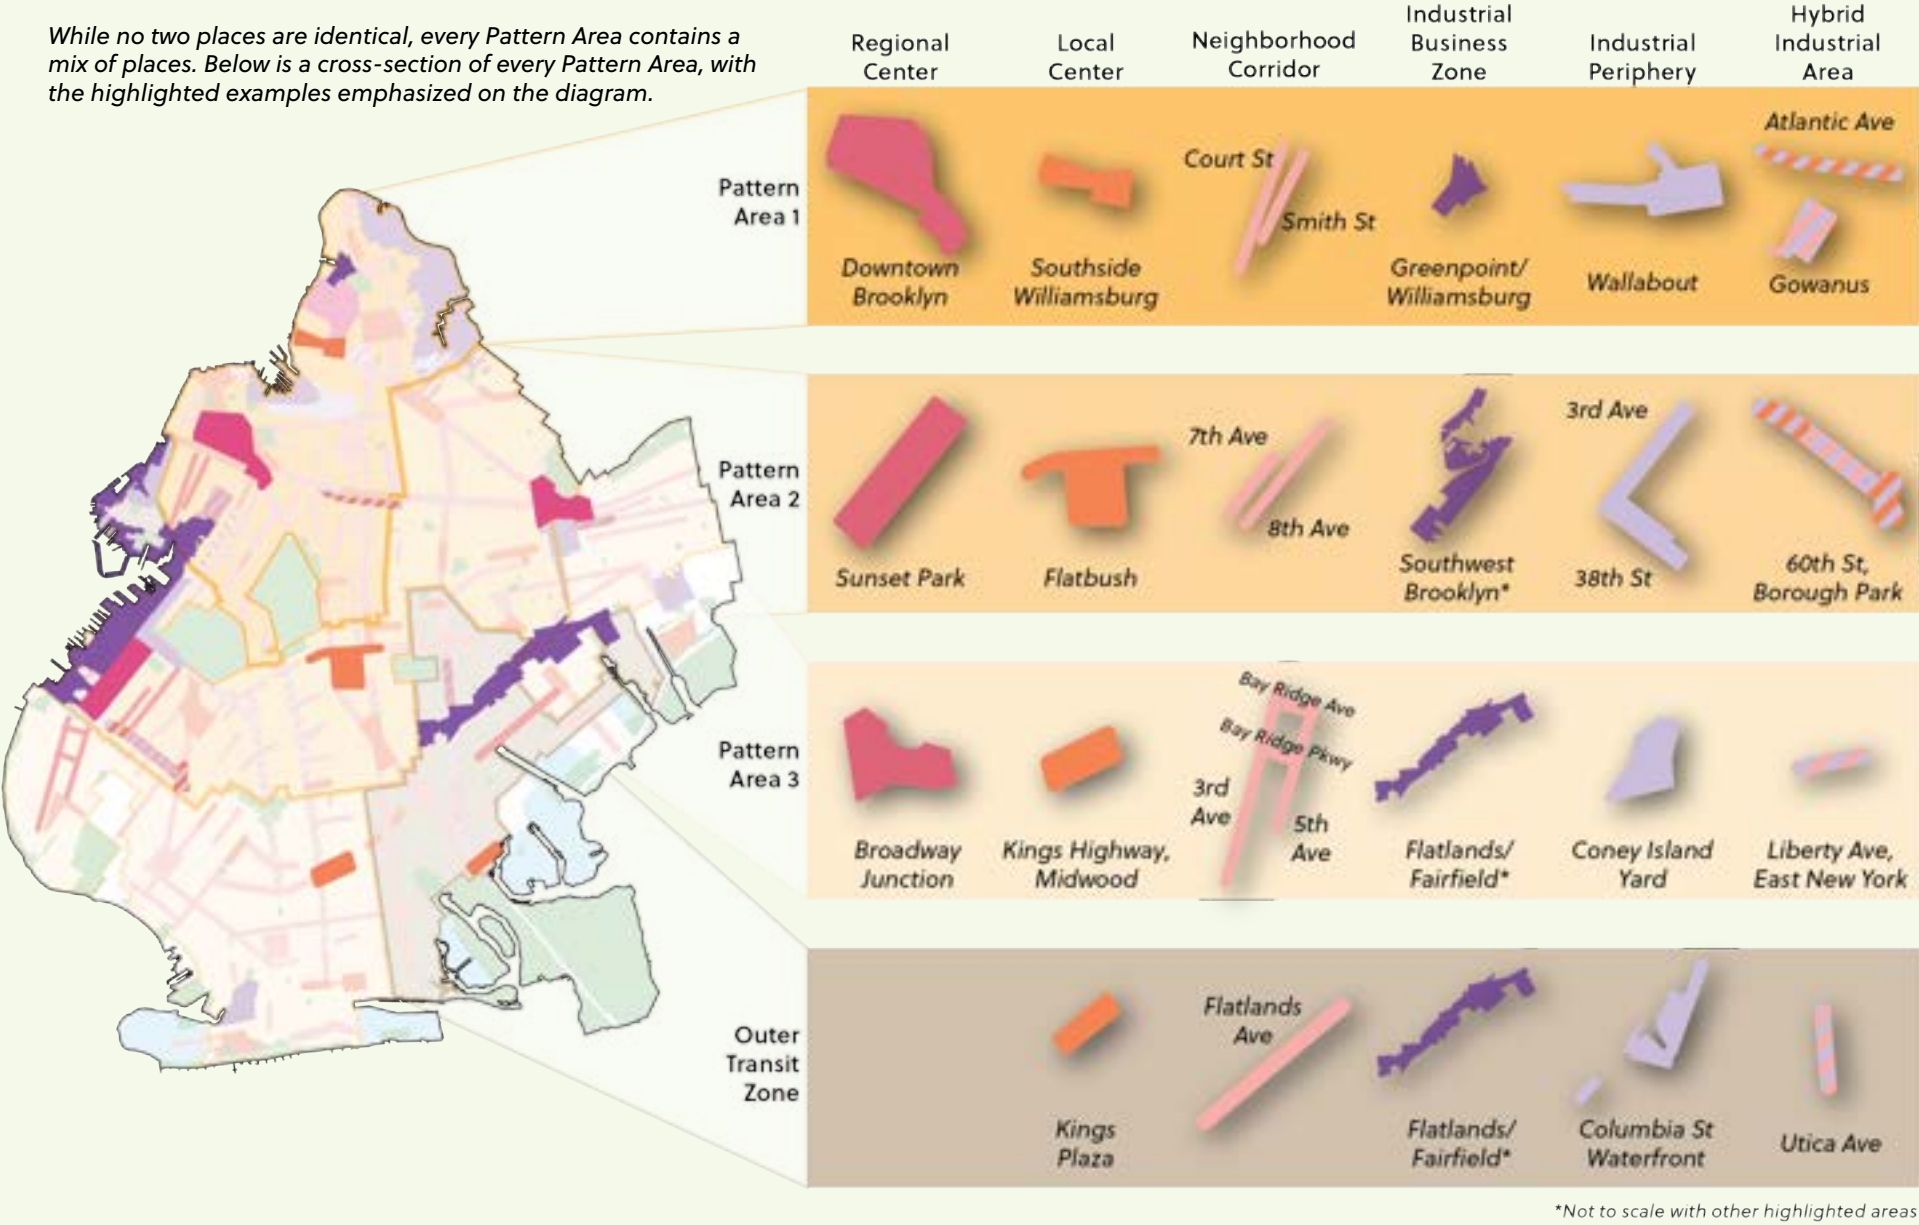 While no two places are identical, every Pattern Area contains a
mix of places. Below is a cross-section of every Pattern Area, with
the highlighted examples emphasized on the diagram.
Regional
Center
Local
Center
Neighborhood
Corridor
Industrial
Business
Zone
Industrial
Periphery
Hybrid
Industrial
Area
Pattern
Area 1
Downtown
Brooklyn
Southside
Williamsburg
Court St
Smith St
Greenpoint/
Williamsburg
Wallabout
Atlantic Ave
Gowanus
Pattern
Area 2
Sunset Park
Flatbush
7th Ave
8th Ave
Southwest
Brooklyn*
3rd Ave
38th St
60th St,
Borough Park
Pattern
Area 3
Broadway
Junction
Kings Highway,
Midwood
Bay Ridge Ave
Bay Ridge Pkwy
3rd
Ave
5th
Ave
Flatlands/
Fairfield*
Coney Island
Yard
Liberty Ave,
East New York
Outer
Transit
Zone
Kings
Plaza
Flatlands
Ave
Flatlands/
Fairfield*
Columbia St
Waterfront
Utica Ave
*Not to scale with other highlighted areas